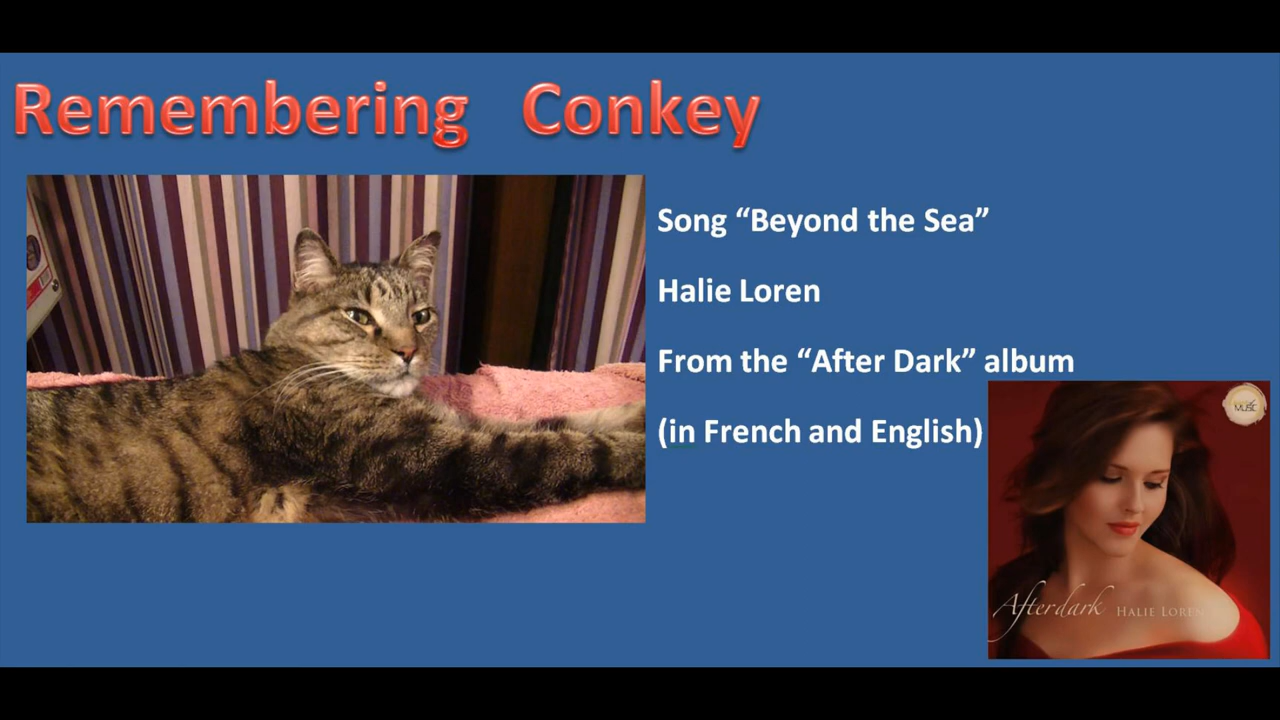 Remembering Conkey
Song “Beyond the Sea”
Halie Loren
From the “After Dark” album
(in French and English)
MUSIC
Afterdark HALIE LOREN